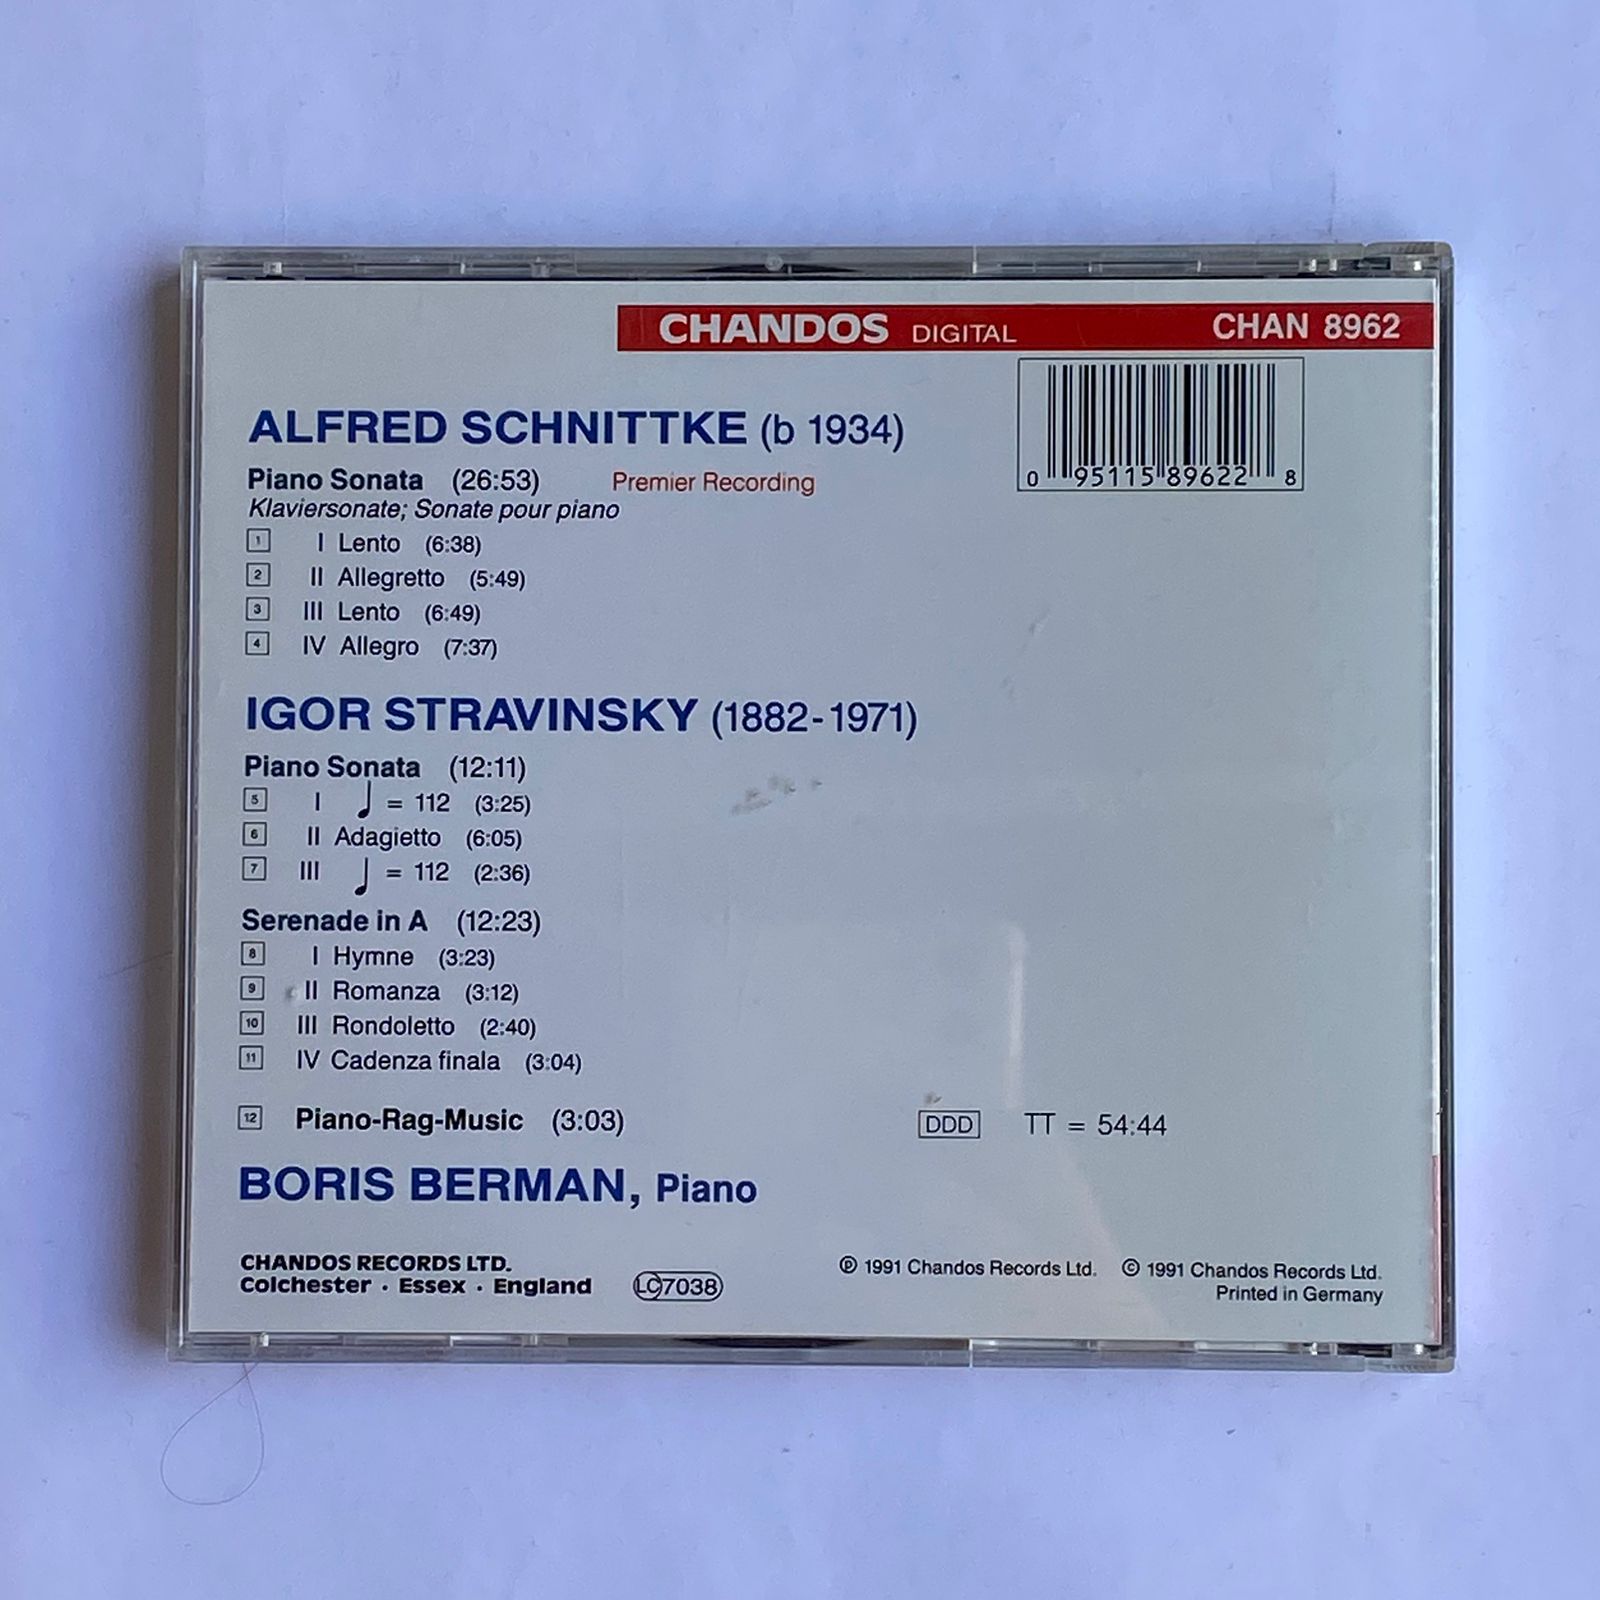 CHANDOS DIGITAL CHAN 8962
0 95115 89622 8
ALFRED SCHNITTKE (b 1934)
Piano Sonata (26:53) Premier Recording
Klaviersonate; Sonate pour piano
1 I Lento (6:38)
2 II Allegretto (5:49)
3 III Lento (6:49)
4 IV Allegro (7:37)
IGOR STRAVINSKY (1882-1971)
Piano Sonata (12:11)
5 I ♩ = 112 (3:25)
6 II Adagietto (6:05)
7 III ♩ = 112 (2:36)
Serenade in A (12:23)
8 I Hymne (3:23)
9 II Romanza (3:12)
10 III Rondoletto (2:40)
11 IV Cadenza finala (3:04)
12 Piano-Rag-Music (3:03) DDD TT = 54:44
BORIS BERMAN, Piano
CHANDOS RECORDS LTD.
Colchester · Essex · England LC7038
℗ 1991 Chandos Records Ltd. © 1991 Chandos Records Ltd.
Printed in Germany